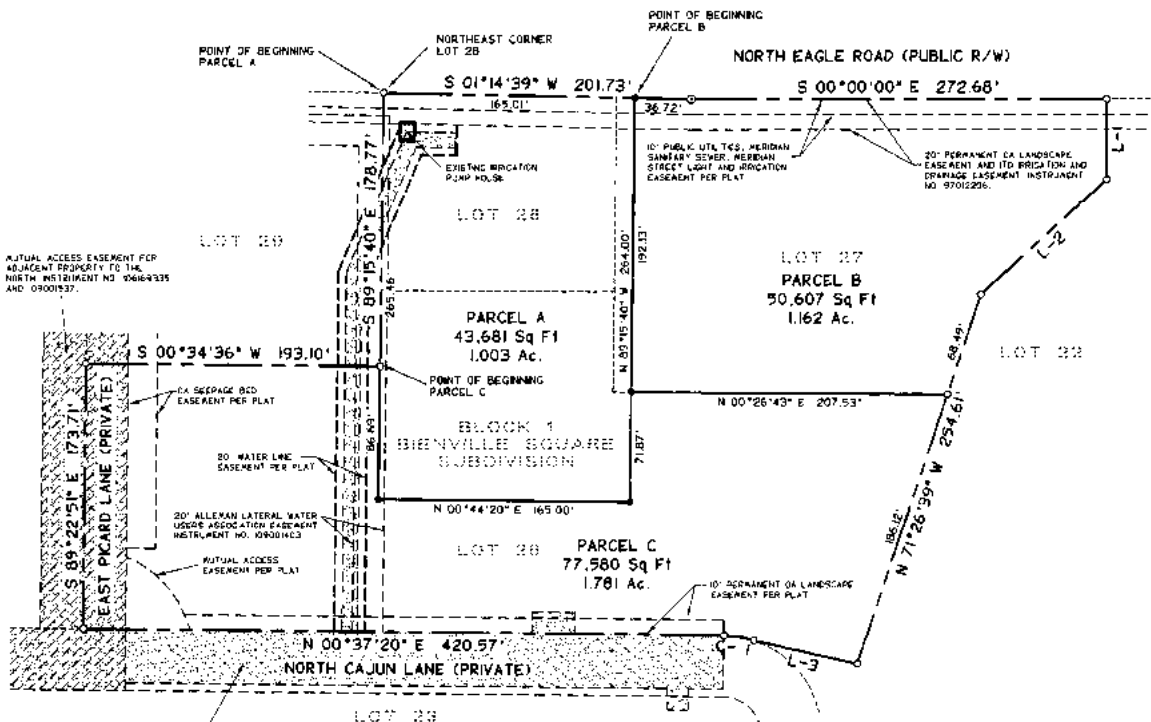 POINT OF BEGINNING
PARCEL B
NORTHEAST CORNER
LOT 28
POINT OF BEGINNING
PARCEL A
NORTH EAGLE ROAD (PUBLIC R/W)
S 01°14'39" W 201.73'
S 00°00'00" E 272.68'
165.01'
36.72'
L-1
10' PUBLIC UTILITIES, MERIDIAN
SANITARY SEWER, MERIDIAN
STREET LIGHT AND IRRIGATION
EASEMENT PER PLAT
20' PERMANENT CA LANDSCAPE
EASEMENT AND ITD IRRIGATION AND
DRAINAGE EASEMENT INSTRUMENT
NO. 97012236.
EXISTING IRRIGATION
PUMP HOUSE
S 89°15'40" E 178.77'
265.46
LOT 28
LOT 29
L-2
N 89°15'40" W 264.00'
192.13'
LOT 27
PARCEL B
50,607 Sq Ft
1.162 Ac.
MUTUAL ACCESS EASEMENT FOR
ADJACENT PROPERTY TO THE
NORTH INSTRUMENT NO. 106169335
AND 09001537.
PARCEL A
43,681 Sq Ft
1.003 Ac.
68.49'
LOT 32
S 00°34'36" W 193.10'
CA SEEPAGE BED
EASEMENT PER PLAT
POINT OF BEGINNING
PARCEL C
N 00°26'43" E 207.53'
S 89°22'51" E 173.71'
EAST PICARD LANE (PRIVATE)
86.69'
BLOCK 1
BIENVILLE SQUARE
SUBDIVISION
71.87'
N 71°26'39" W 254.61'
186.12'
20' WATER LINE
EASEMENT PER PLAT
N 00°44'20" E 165.00'
20' ALLEMAN LATERAL WATER
USERS ASSOCATION EASEMENT
INSTRUMENT NO. 109001403
LOT 28
PARCEL C
77,580 Sq Ft
1.781 Ac.
MUTUAL ACCESS
EASEMENT PER PLAT
10' PERMANENT CA LANDSCAPE
EASEMENT PER PLAT
N 00°37'20" E 420.57'
C-1
L-3
NORTH CAJUN LANE (PRIVATE)
LOT 29